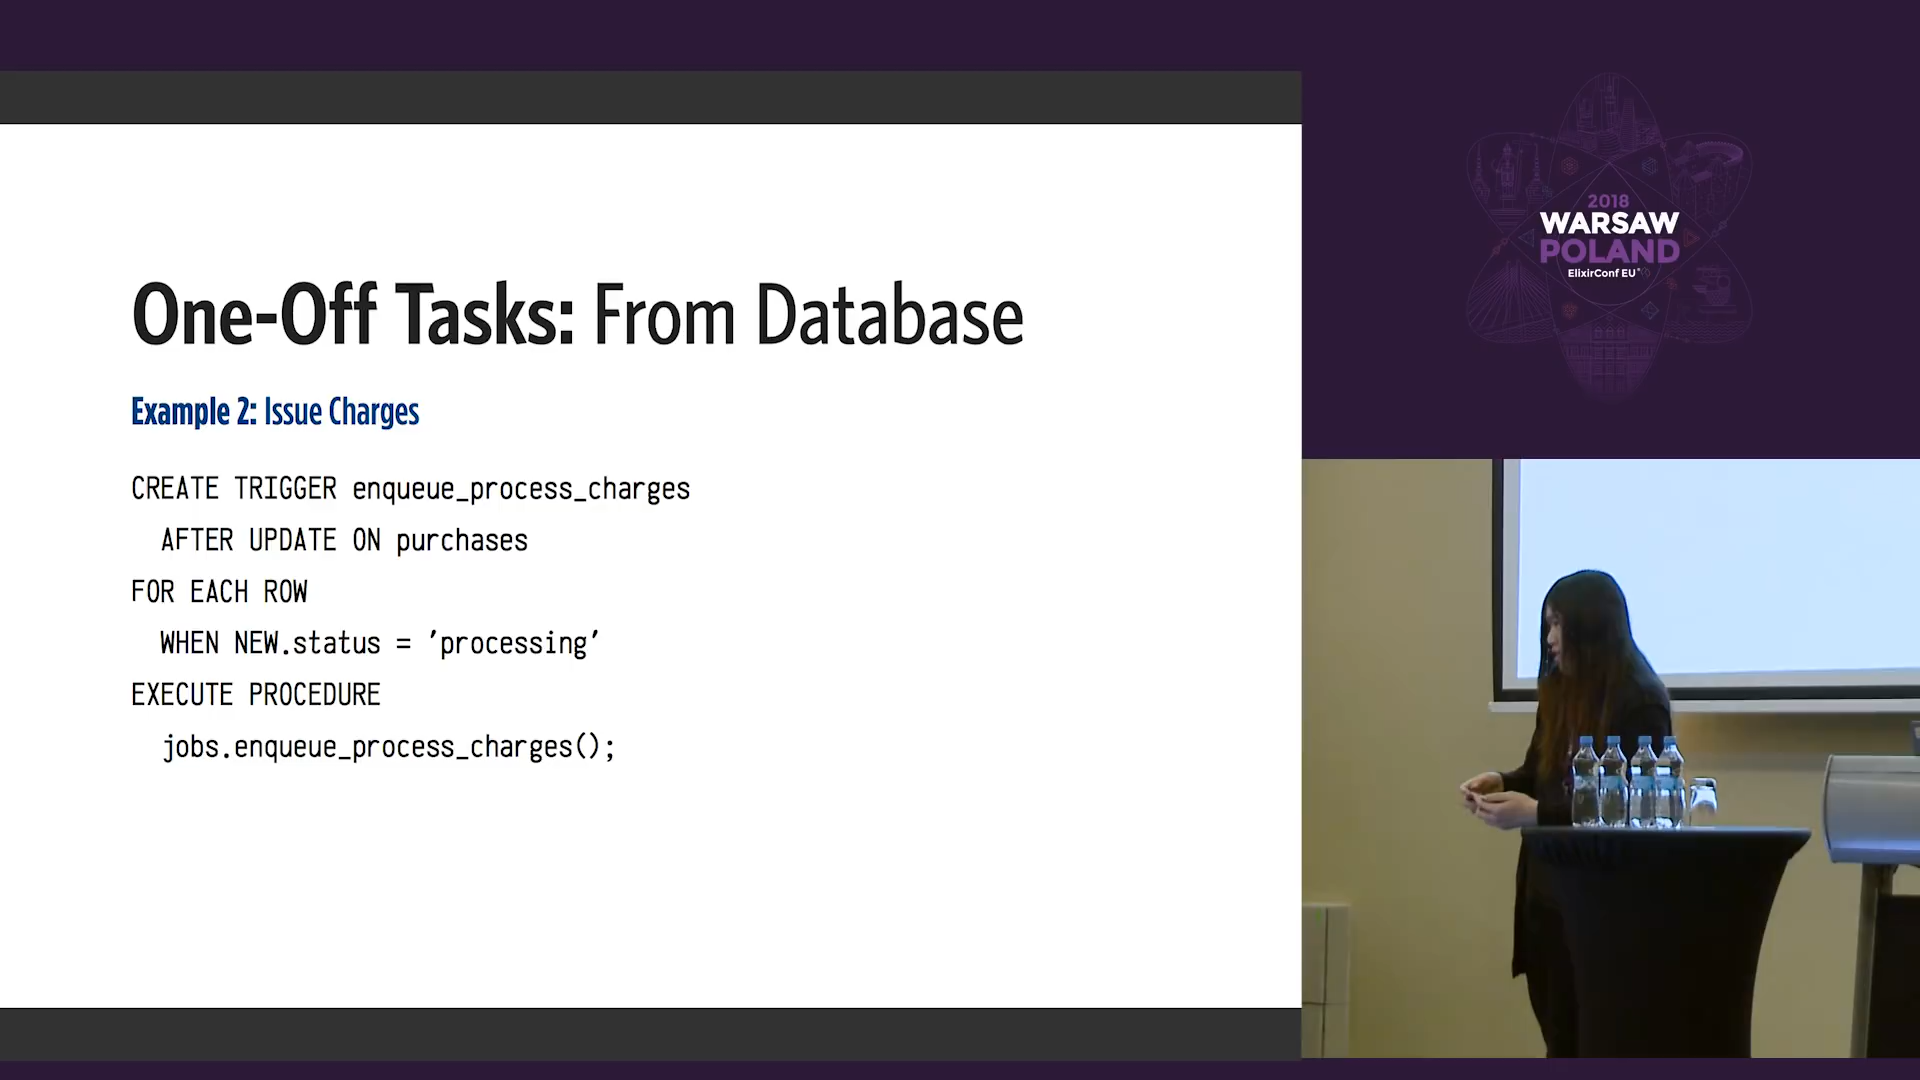 One-Off Tasks: From Database
Example 2: Issue Charges
CREATE TRIGGER enqueue_process_charges
AFTER UPDATE ON purchases
FOR EACH ROW
WHEN NEW.status = 'processing'
EXECUTE PROCEDURE
jobs.enqueue_process_charges();
2018
WARSAW
POLAND
ElixirConf EU